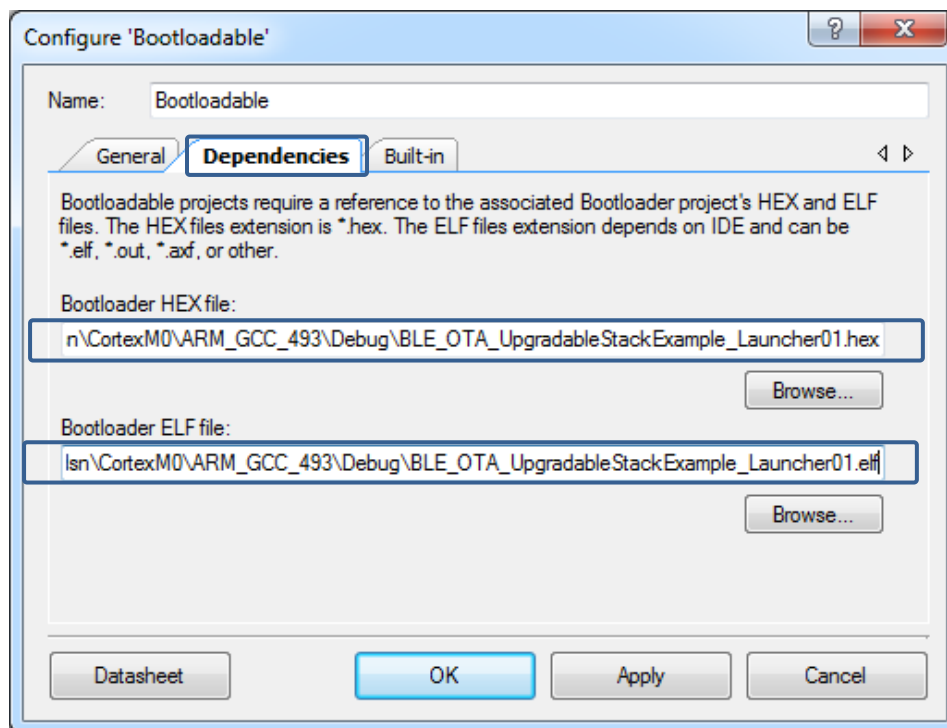 Configure 'Bootloadable'
?
Name: Bootloadable
General Dependencies Built-in
Bootloadable projects require a reference to the associated Bootloader project's HEX and ELF
files. The HEX files extension is *.hex. The ELF files extension depends on IDE and can be
*.elf, *.out, *.axf, or other.
Bootloader HEX file:
n\CortexM0\ARM_GCC_493\Debug\BLE_OTA_UpgradableStackExample_Launcher01.hex
Browse...
Bootloader ELF file:
lsn\CortexM0\ARM_GCC_493\Debug\BLE_OTA_UpgradableStackExample_Launcher01.elf
Browse...
Datasheet OK Apply Cancel